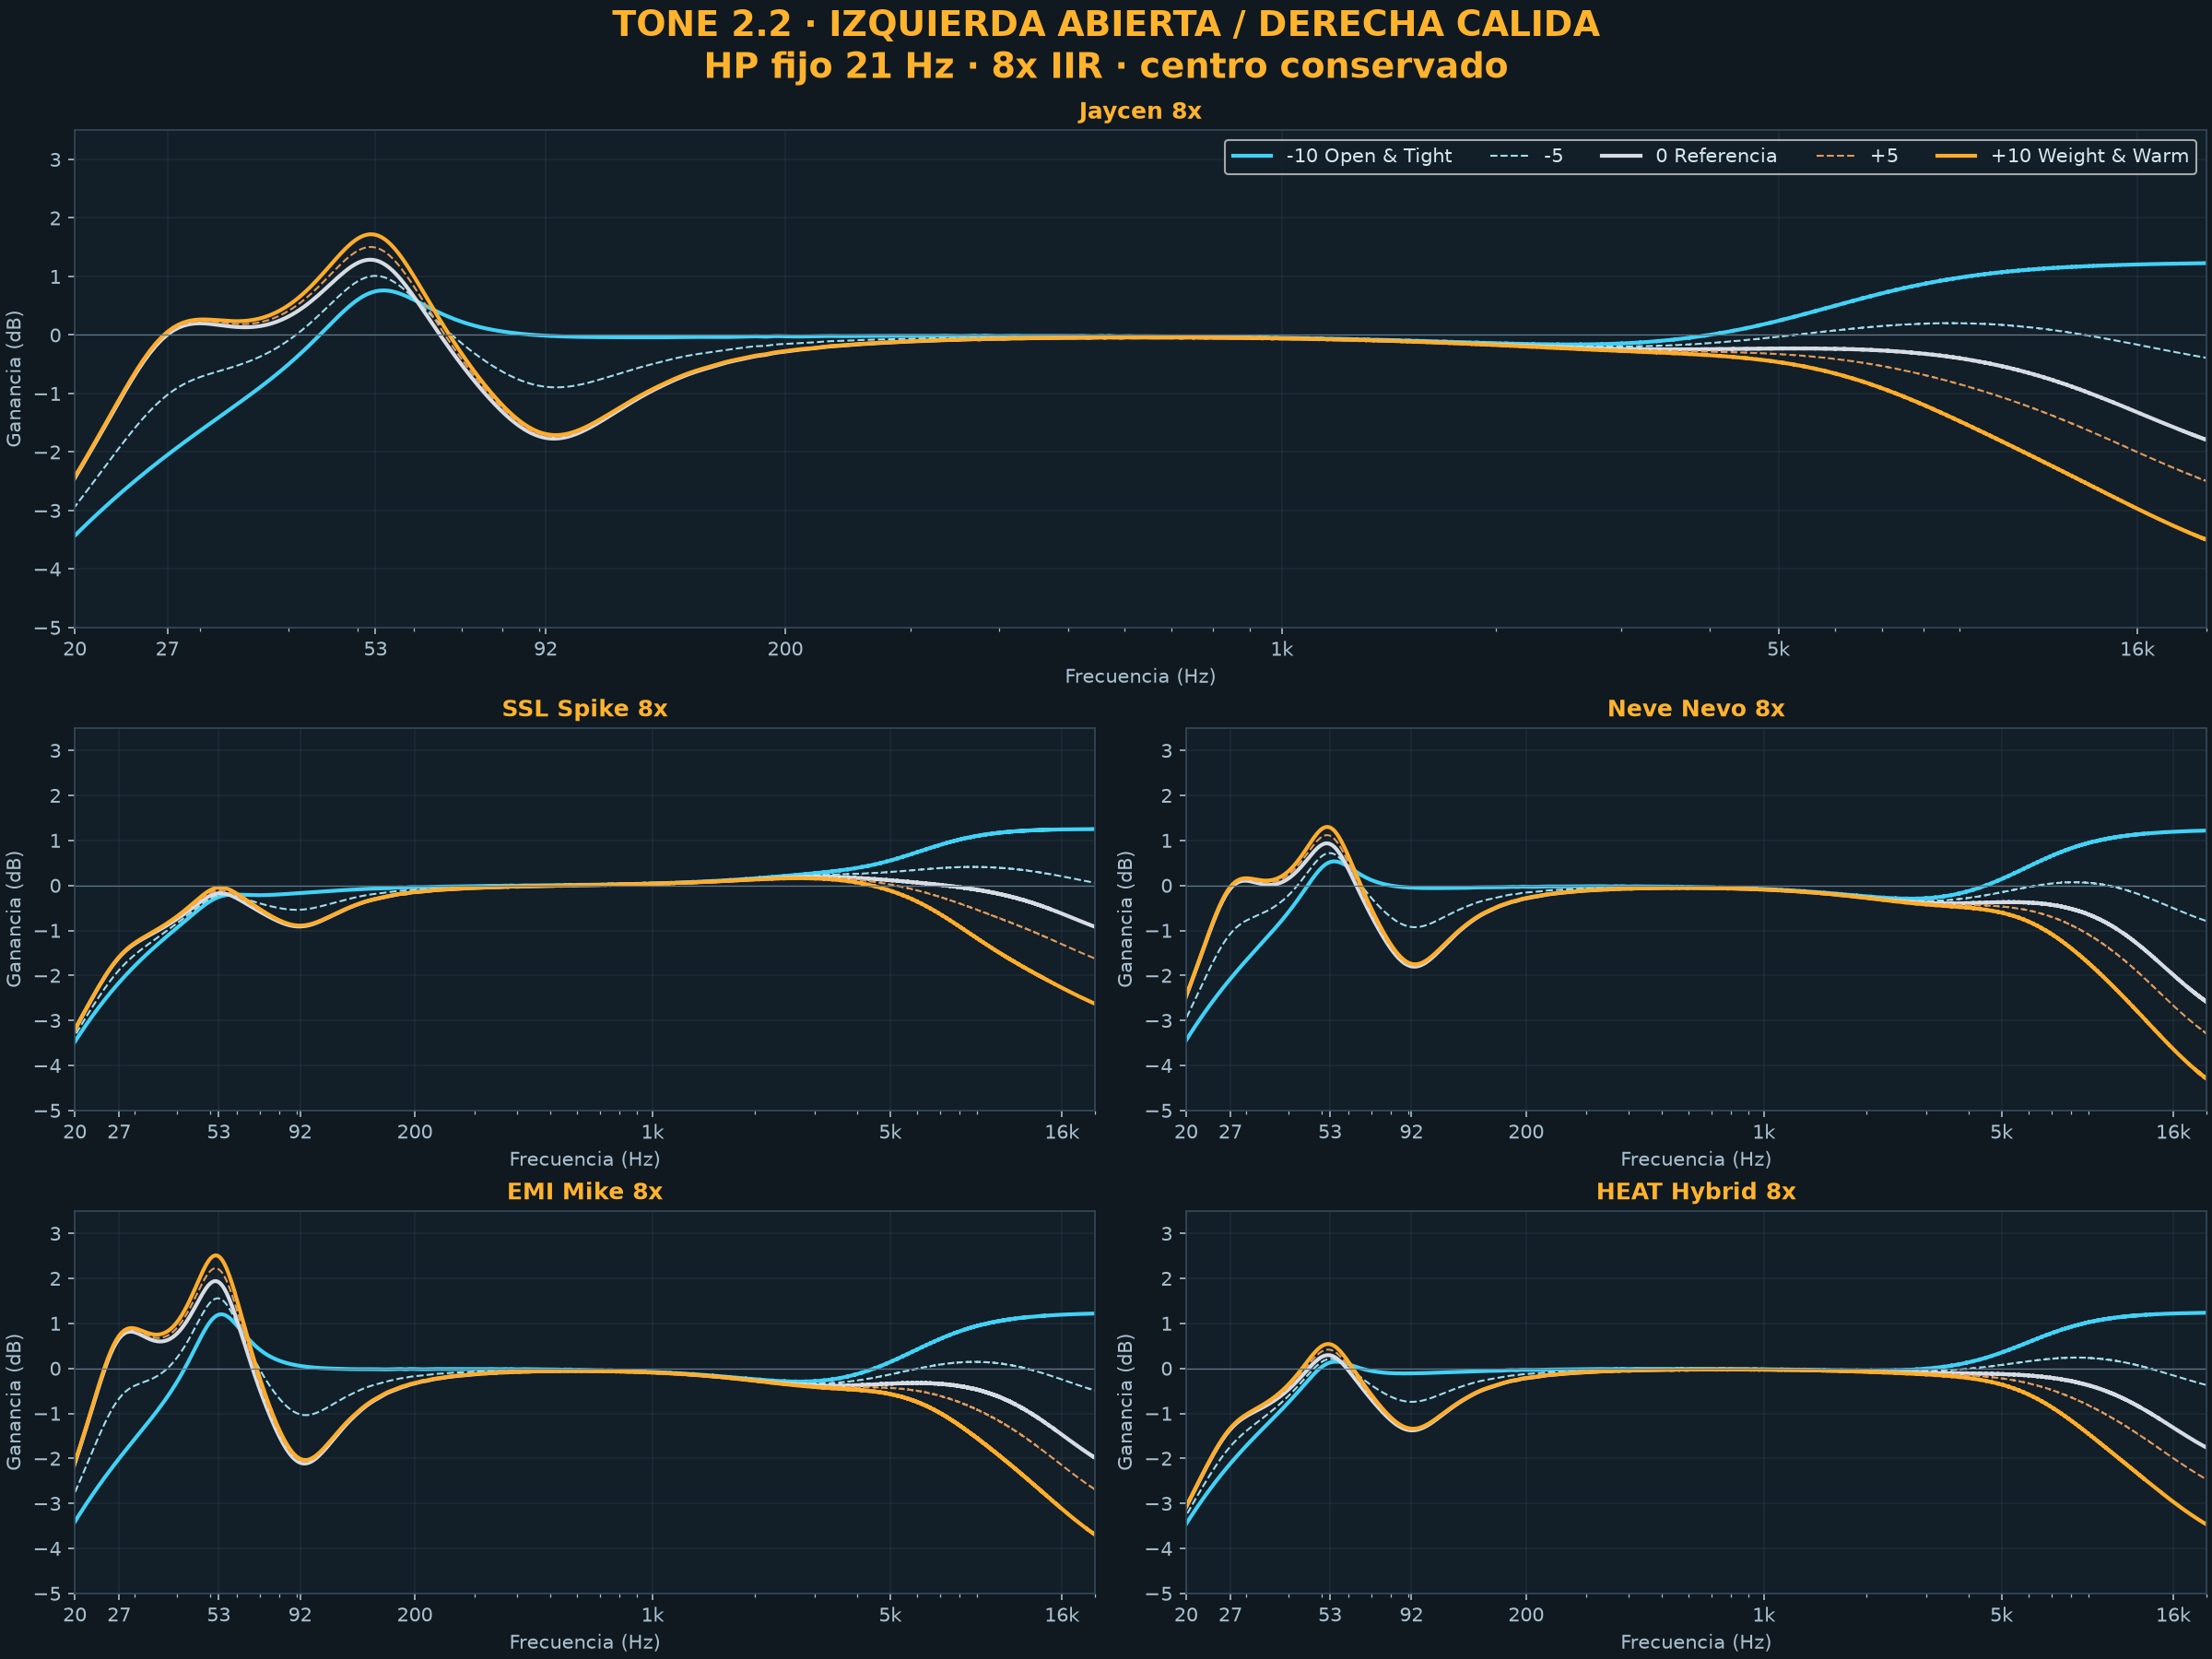 TONE 2.2 · IZQUIERDA ABIERTA / DERECHA CALIDA
HP fijo 21 Hz · 8x IIR · centro conservado
Jaycen 8x
-10 Open & Tight
-5
0 Referencia
+5
+10 Weight & Warm
Ganancia (dB)
3
2
1
0
−1
−2
−3
−4
−5
20 27 53 92 200 1k 5k 16k
Frecuencia (Hz)
SSL Spike 8x
Ganancia (dB)
3
2
1
0
−1
−2
−3
−4
−5
20 27 53 92 200 1k 5k 16k
Frecuencia (Hz)
Neve Nevo 8x
Ganancia (dB)
3
2
1
0
−1
−2
−3
−4
−5
20 27 53 92 200 1k 5k 16k
Frecuencia (Hz)
EMI Mike 8x
Ganancia (dB)
3
2
1
0
−1
−2
−3
−4
−5
20 27 53 92 200 1k 5k 16k
Frecuencia (Hz)
HEAT Hybrid 8x
Ganancia (dB)
3
2
1
0
−1
−2
−3
−4
−5
20 27 53 92 200 1k 5k 16k
Frecuencia (Hz)